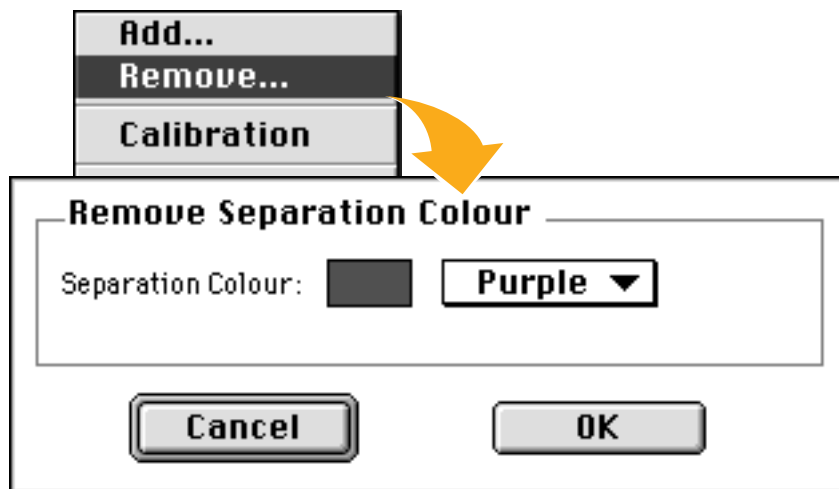 Add...
Remove...
Calibration
Remove Separation Colour
Separation Colour: Purple
Cancel OK